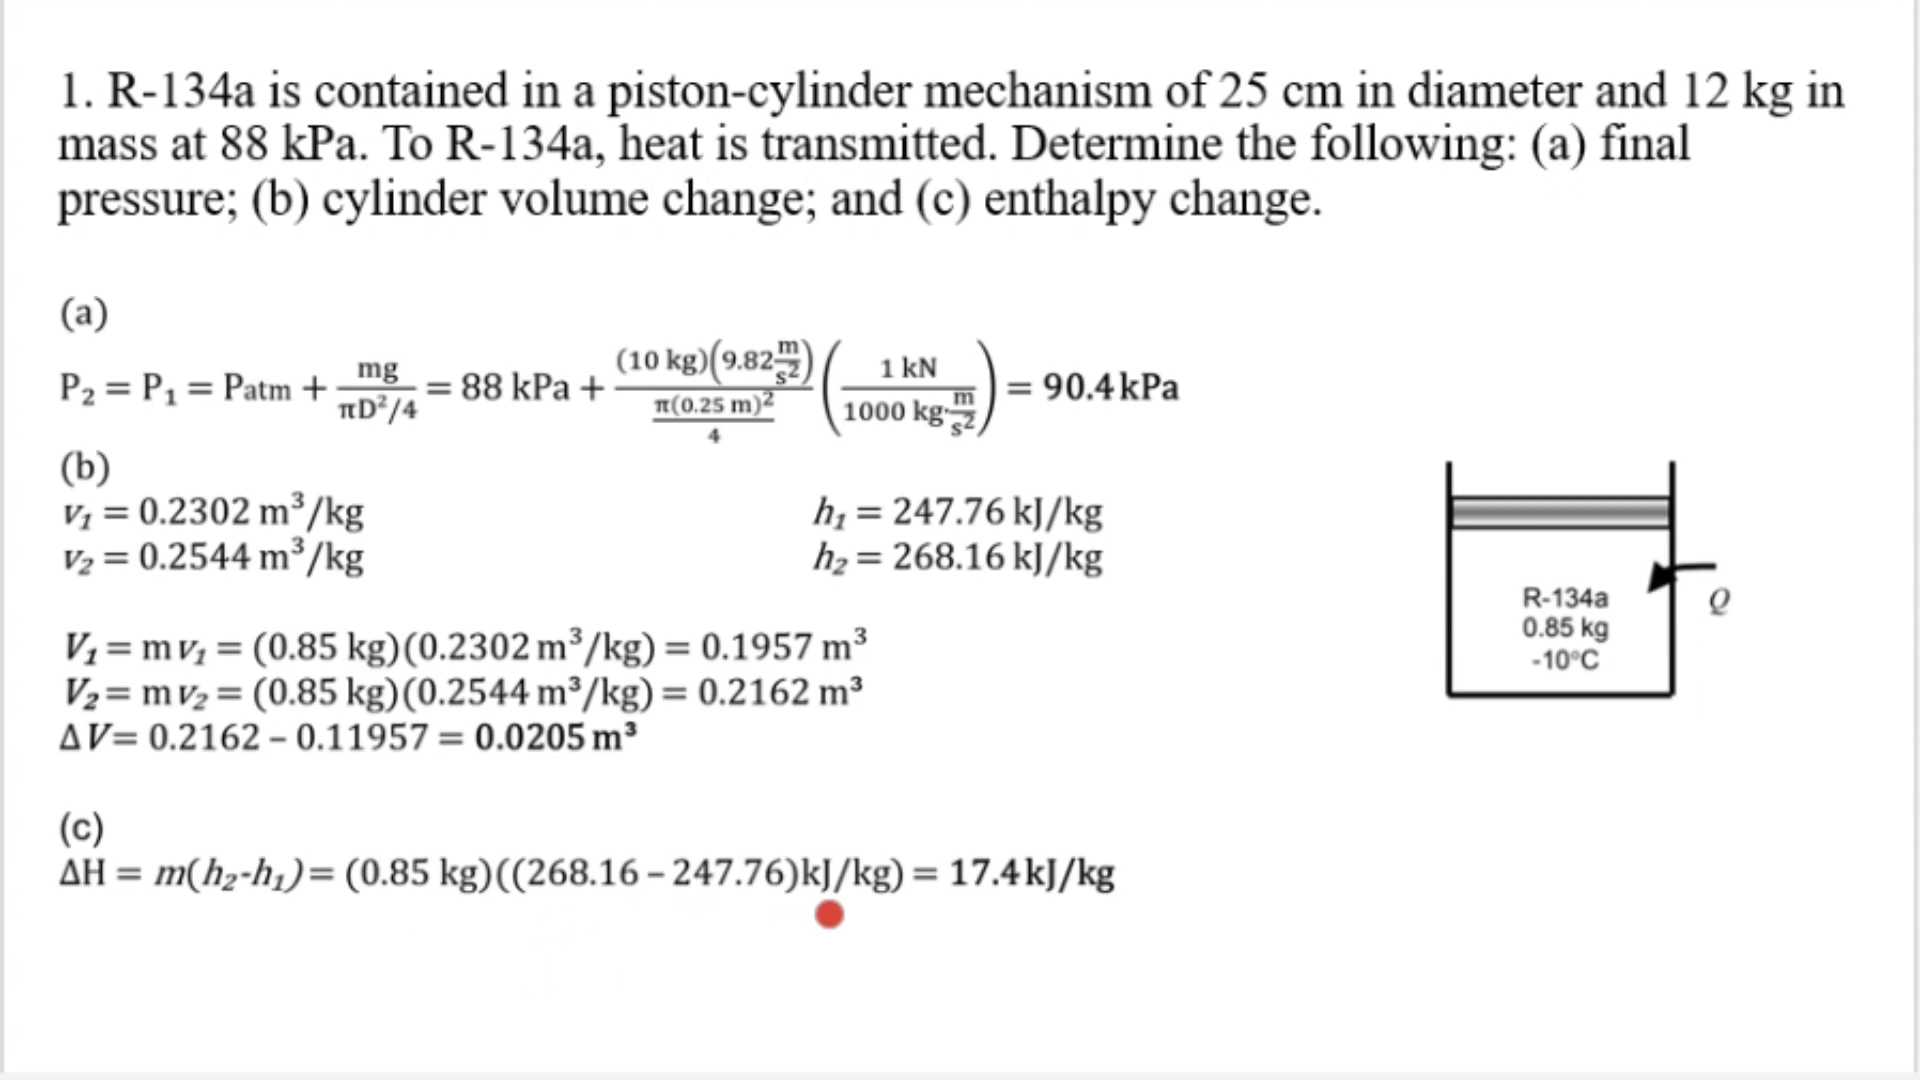 1. R-134a is contained in a piston-cylinder mechanism of 25 cm in diameter and 12 kg in
mass at 88 kPa. To R-134a, heat is transmitted. Determine the following: (a) final
pressure; (b) cylinder volume change; and (c) enthalpy change.
(a)
P₂ = P₁ = Patm + mg/(πD²/4) = 88 kPa + (10 kg)(9.82 m/s²)/(π(0.25 m)²/4) (1 kN/(1000 kg·m/s²)) = 90.4 kPa
(b)
v₁ = 0.2302 m³/kg h₁ = 247.76 kJ/kg
v₂ = 0.2544 m³/kg h₂ = 268.16 kJ/kg
V₁ = m v₁ = (0.85 kg)(0.2302 m³/kg) = 0.1957 m³
V₂ = m v₂ = (0.85 kg)(0.2544 m³/kg) = 0.2162 m³
ΔV= 0.2162 – 0.11957 = 0.0205 m³
R-134a
0.85 kg
-10°C
Q
(c)
ΔH = m(h₂-h₁)= (0.85 kg)((268.16 – 247.76)kJ/kg) = 17.4 kJ/kg